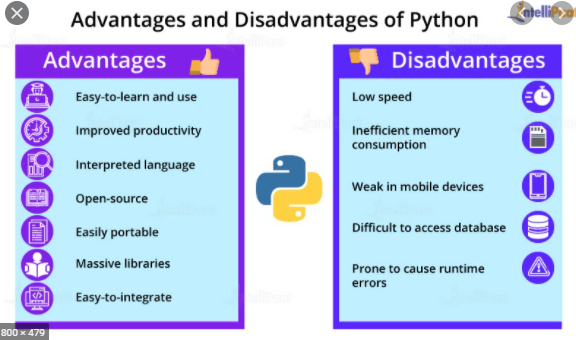 Advantages and Disadvantages of Python
Advantages
Easy-to-learn and use
Improved productivity
Interpreted language
Open-source
Easily portable
Massive libraries
Easy-to-integrate
Disadvantages
Low speed
Inefficient memory
consumption
Weak in mobile devices
Difficult to access database
Prone to cause runtime
errors
800 × 479